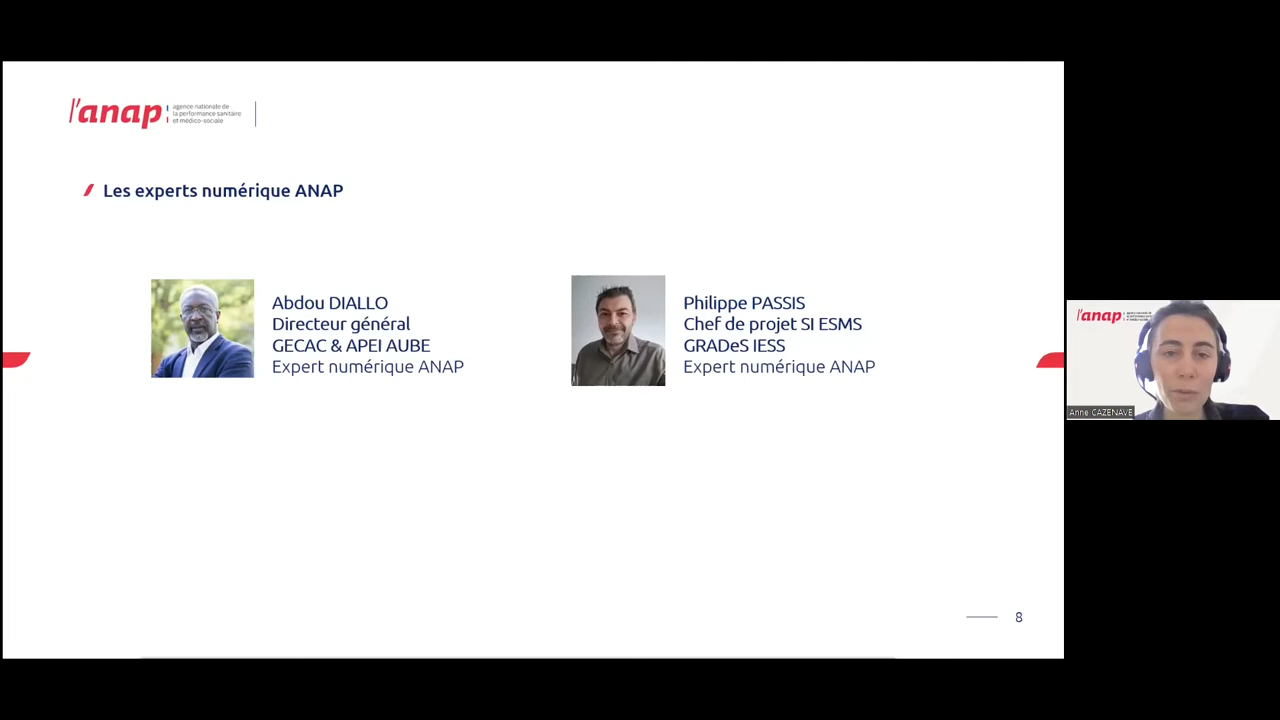 l'anap
agence nationale de
la performance sanitaire
et médico-sociale
Les experts numérique ANAP
Abdou DIALLO
Directeur général
GECAC & APEI AUBE
Expert numérique ANAP
Philippe PASSIS
Chef de projet SI ESMS
GRADeS IESS
Expert numérique ANAP
l'anap
Anne CAZENAVE
8